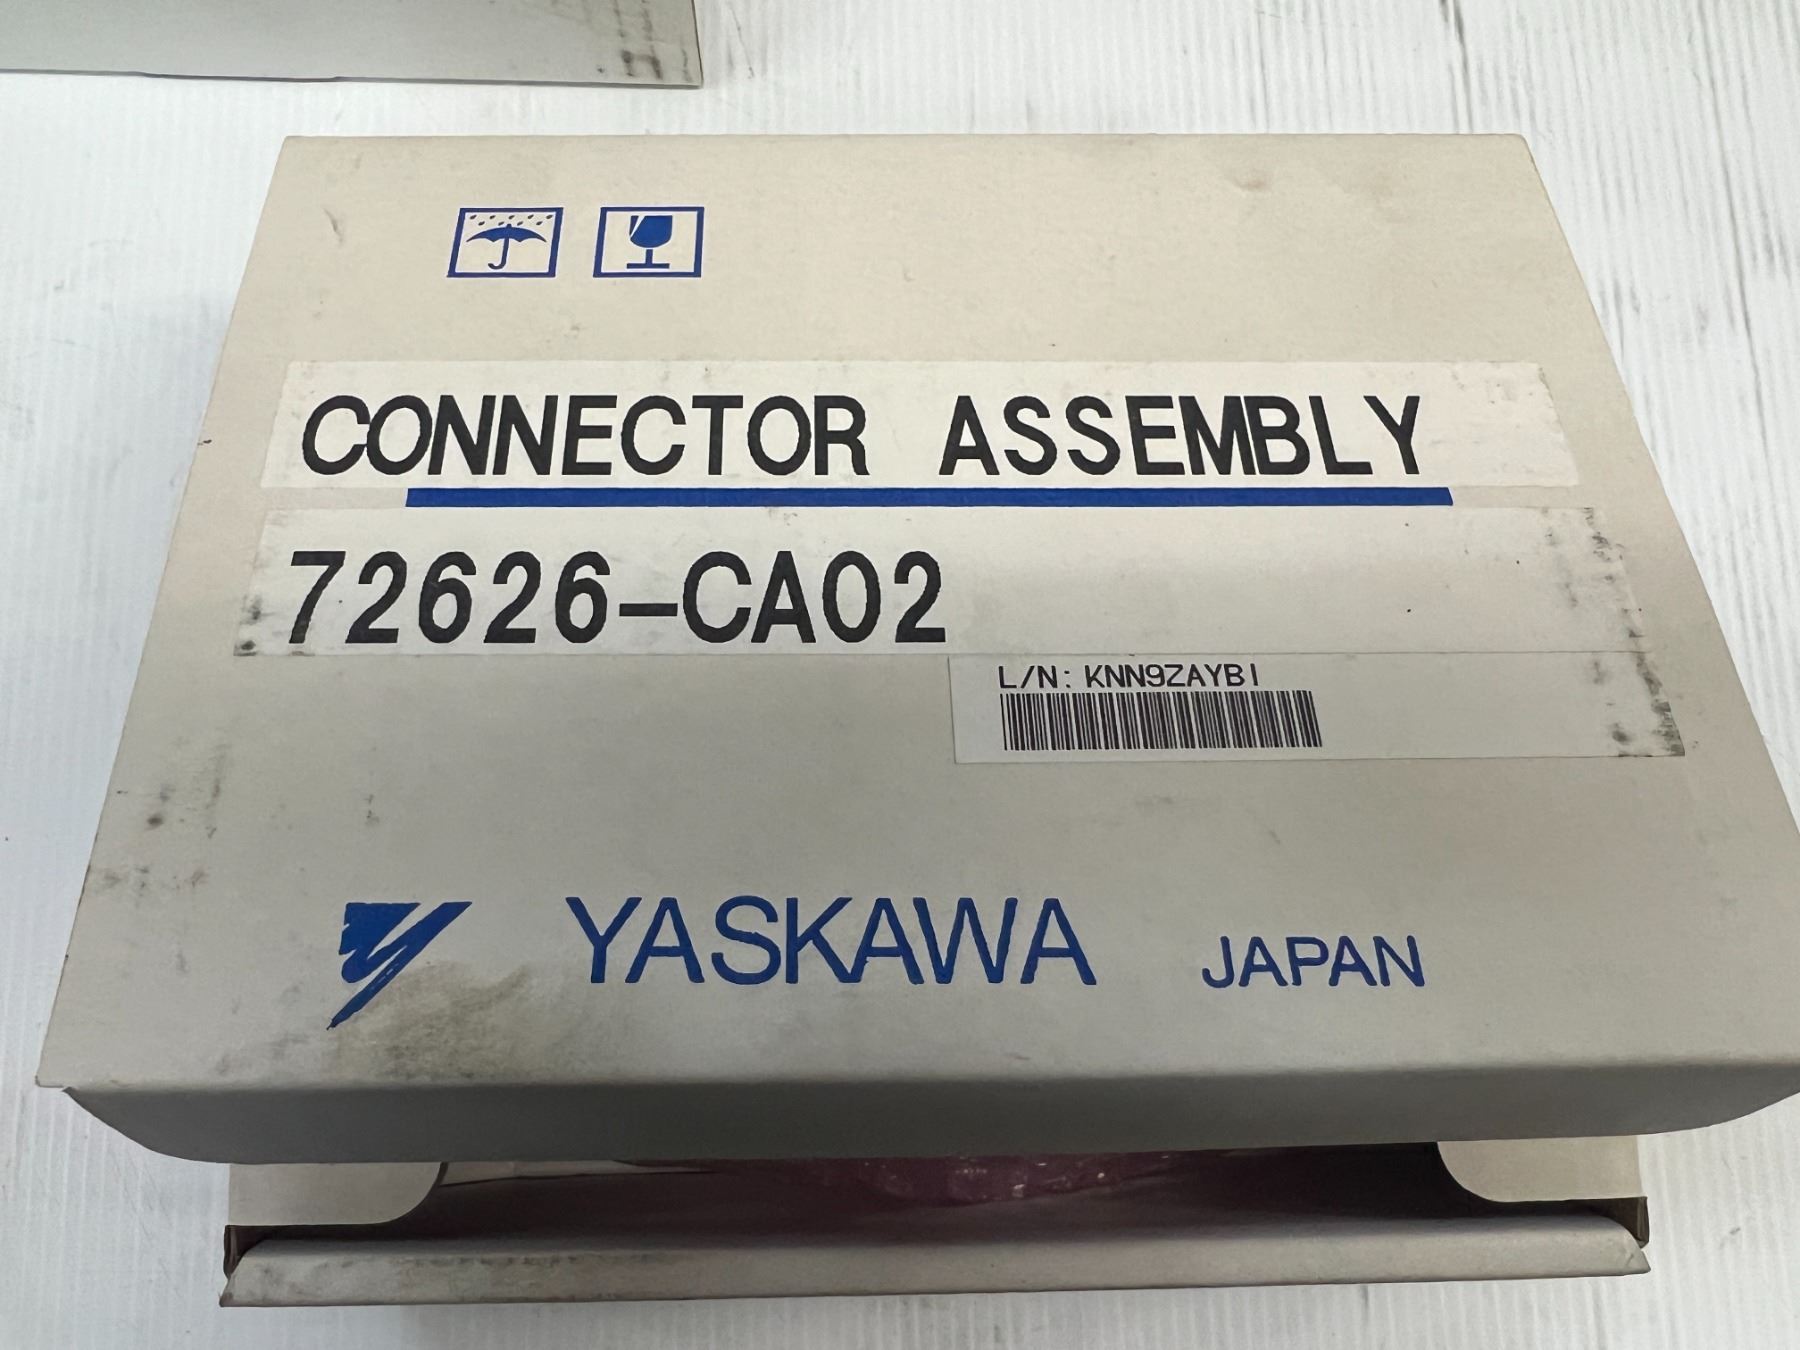 CONNECTOR ASSEMBLY
72626-CA02
L/N: KNN9ZAYBI
YASKAWA JAPAN